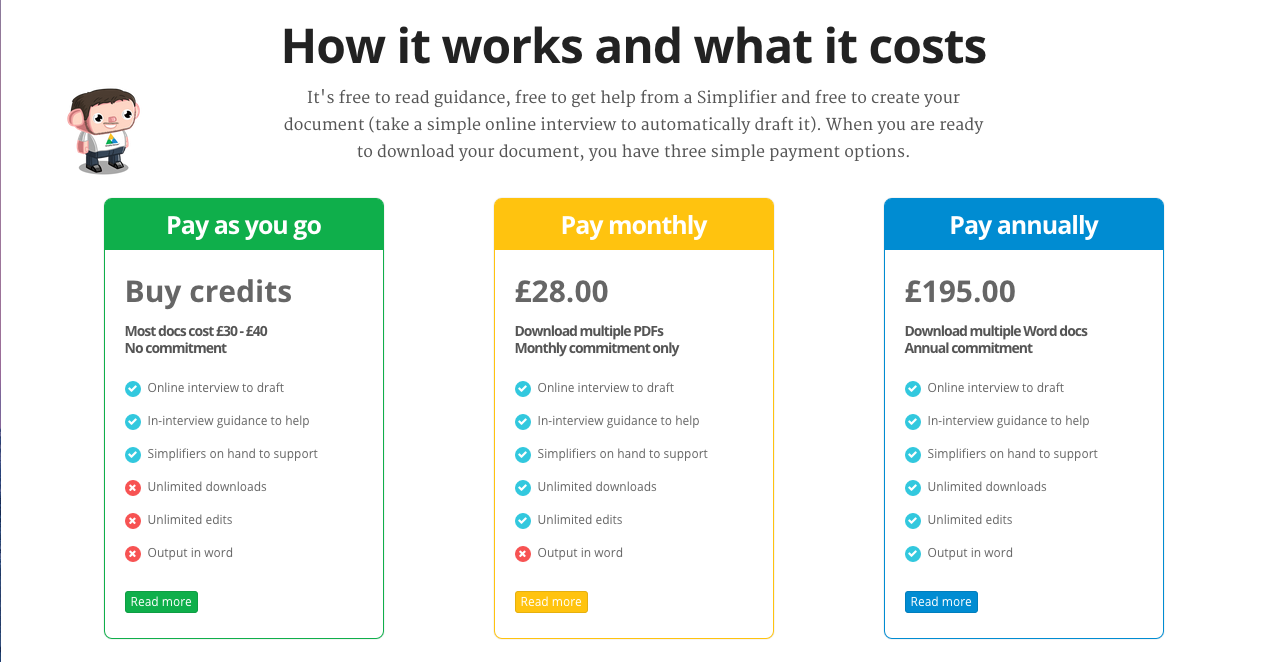 How it works and what it costs
It's free to read guidance, free to get help from a Simplifier and free to create your
document (take a simple online interview to automatically draft it). When you are ready
to download your document, you have three simple payment options.
Pay as you go
Buy credits
Most docs cost £30 - £40
No commitment
Online interview to draft
In-interview guidance to help
Simplifiers on hand to support
Unlimited downloads
Unlimited edits
Output in word
Read more
Pay monthly
£28.00
Download multiple PDFs
Monthly commitment only
Online interview to draft
In-interview guidance to help
Simplifiers on hand to support
Unlimited downloads
Unlimited edits
Output in word
Read more
Pay annually
£195.00
Download multiple Word docs
Annual commitment
Online interview to draft
In-interview guidance to help
Simplifiers on hand to support
Unlimited downloads
Unlimited edits
Output in word
Read more